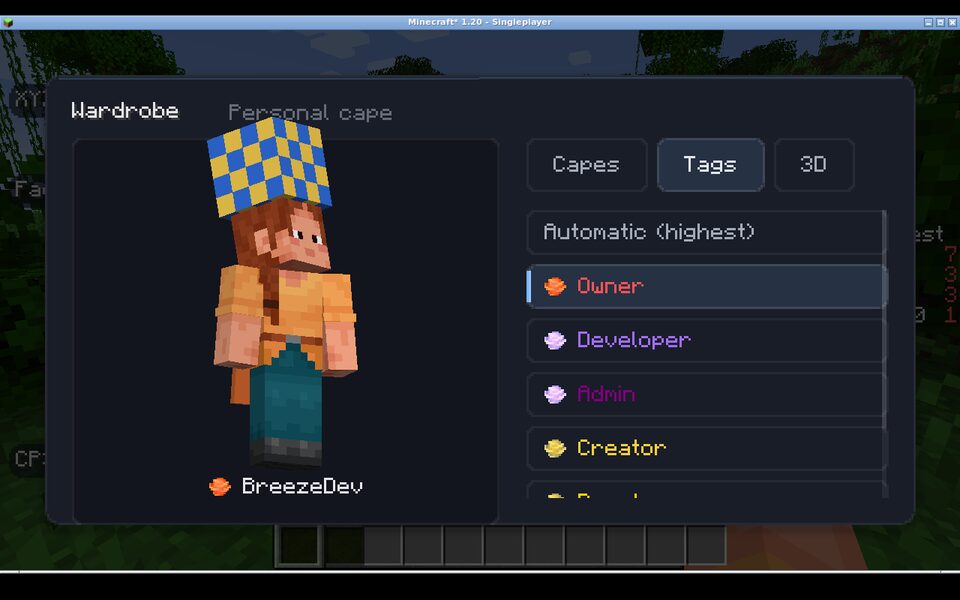 Minecraft* 1.20 - Singleplayer
Wardrobe
Personal cape
Capes
Tags
3D
Automatic (highest)
Owner
Developer
Admin
Creator
BreezeDev